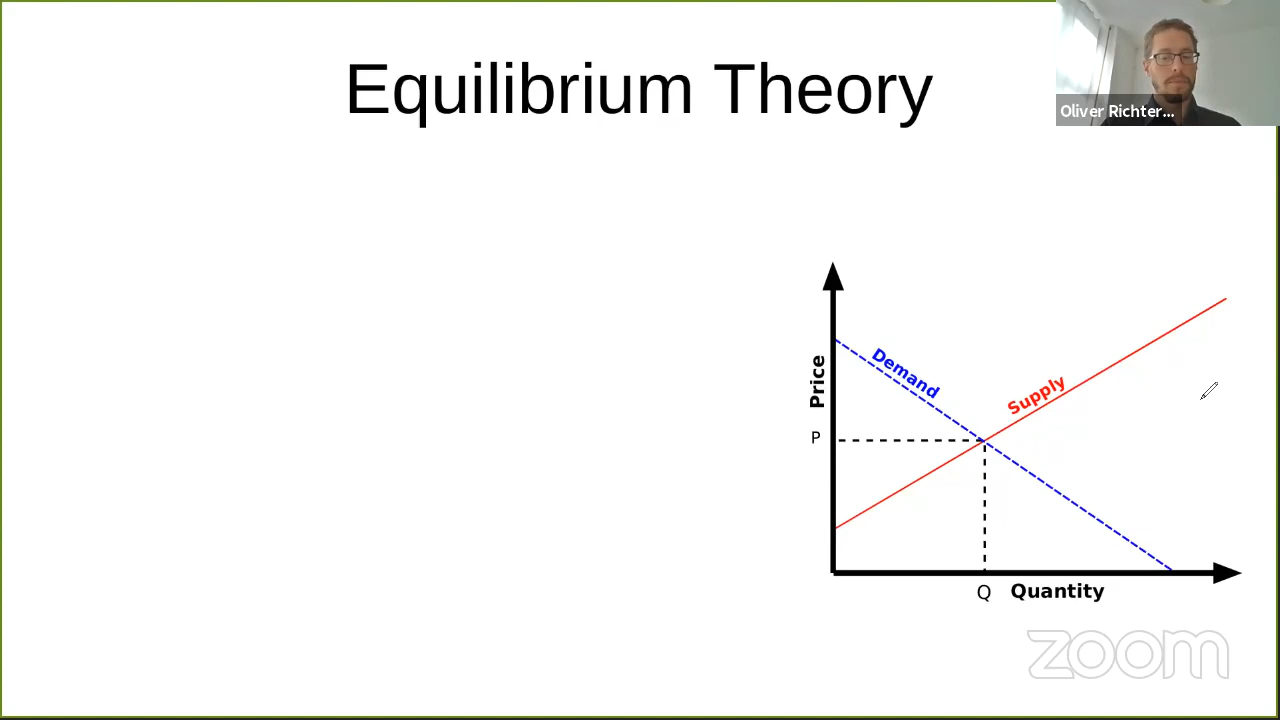 Equilibrium Theory
Oliver Richter...
Demand
Supply
Price
P
Q
Quantity
zoom